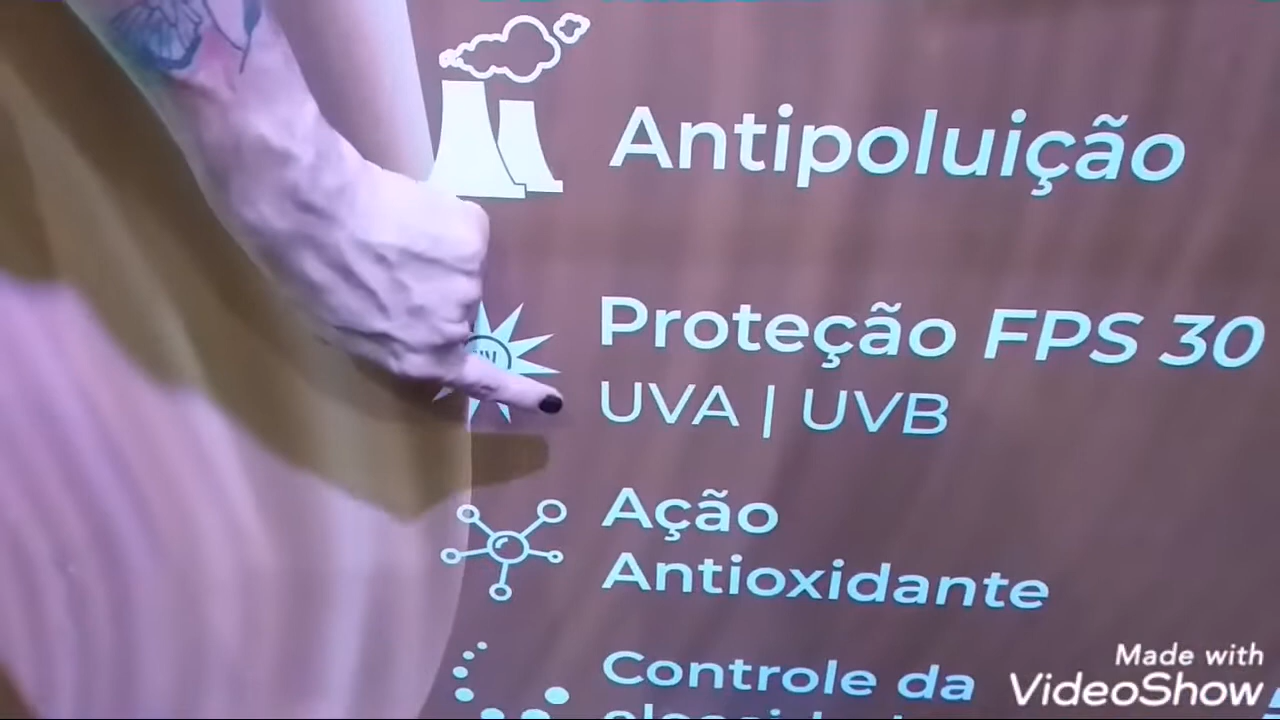 Antipoluição
Proteção FPS 30
UVA | UVB
Ação
Antioxidante
Controle da
Made with
VideoShow